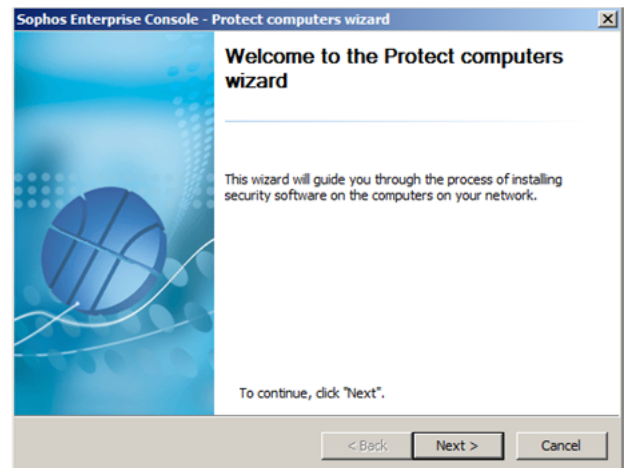 Sophos Enterprise Console - Protect computers wizard
Welcome to the Protect computers
wizard
This wizard will guide you through the process of installing
security software on the computers on your network.
To continue, click "Next".
< Back Next > Cancel